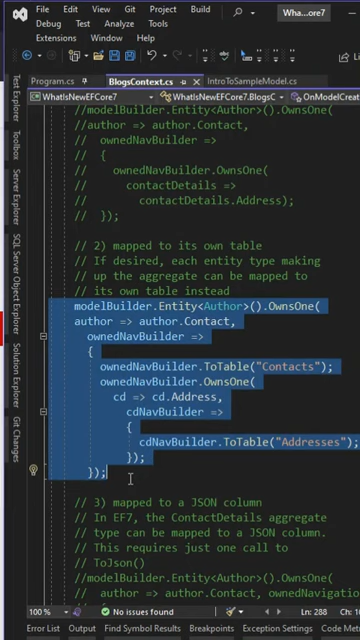 File Edit View Git Project Build
Debug Test Analyze Tools
Extensions Window Help
Wha...ore7
Program.cs BlogsContext.cs IntroToSampleModel.cs
WhatIsNewEFCore7 WhatIsNewEFCore7.BlogsC OnModelCreat
//modelBuilder.Entity<Author>().OwnsOne(
//author => author.Contact,
// ownedNavBuilder =>
// {
// ownedNavBuilder.OwnsOne(
// contactDetails =>
// contactDetails.Address);
// });
// 2) mapped to its own table
// If desired, each entity type making
// up the aggregate can be mapped to
// its own table instead
modelBuilder.Entity<Author>().OwnsOne(
author => author.Contact,
ownedNavBuilder =>
{
ownedNavBuilder.ToTable("Contacts");
ownedNavBuilder.OwnsOne(
cd => cd.Address,
cdNavBuilder =>
{
cdNavBuilder.ToTable("Addresses");
});
});
// 3) mapped to a JSON column
// In EF7, the ContactDetails aggregate
// type can be mapped to a JSON column.
// This requires just one call to
// ToJson()
//modelBuilder.Entity<Author>().OwnsOne(
// author => author.Contact, ownedNavigatio
100 % No issues found Ln: 288
Error List Breakpoints Output Find Symbol Results Package Me
Test Explorer
Toolbox
Server Explorer
SQL Server Object Explorer
Solution Explorer
Git Changes